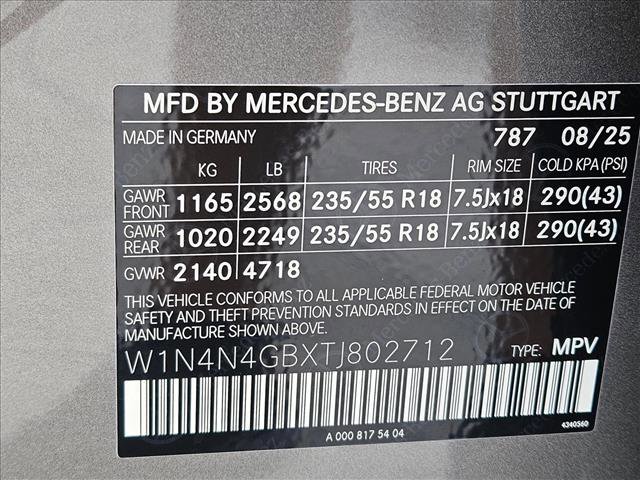 MFD BY MERCEDES-BENZ AG STUTTGART
MADE IN GERMANY 787 08/25
KG LB TIRES RIM SIZE COLD KPA (PSI)
GAWR FRONT 1165 2568 235/55 R18 7.5Jx18 290(43)
GAWR REAR 1020 2249 235/55 R18 7.5Jx18 290(43)
GVWR 2140 4718
THIS VEHICLE CONFORMS TO ALL APPLICABLE FEDERAL MOTOR VEHICLE
SAFETY AND THEFT PREVENTION STANDARDS IN EFFECT ON THE DATE OF
MANUFACTURE SHOWN ABOVE.
W1N4N4GBXTJ802712 TYPE: MPV
A 000 817 54 04 4340560